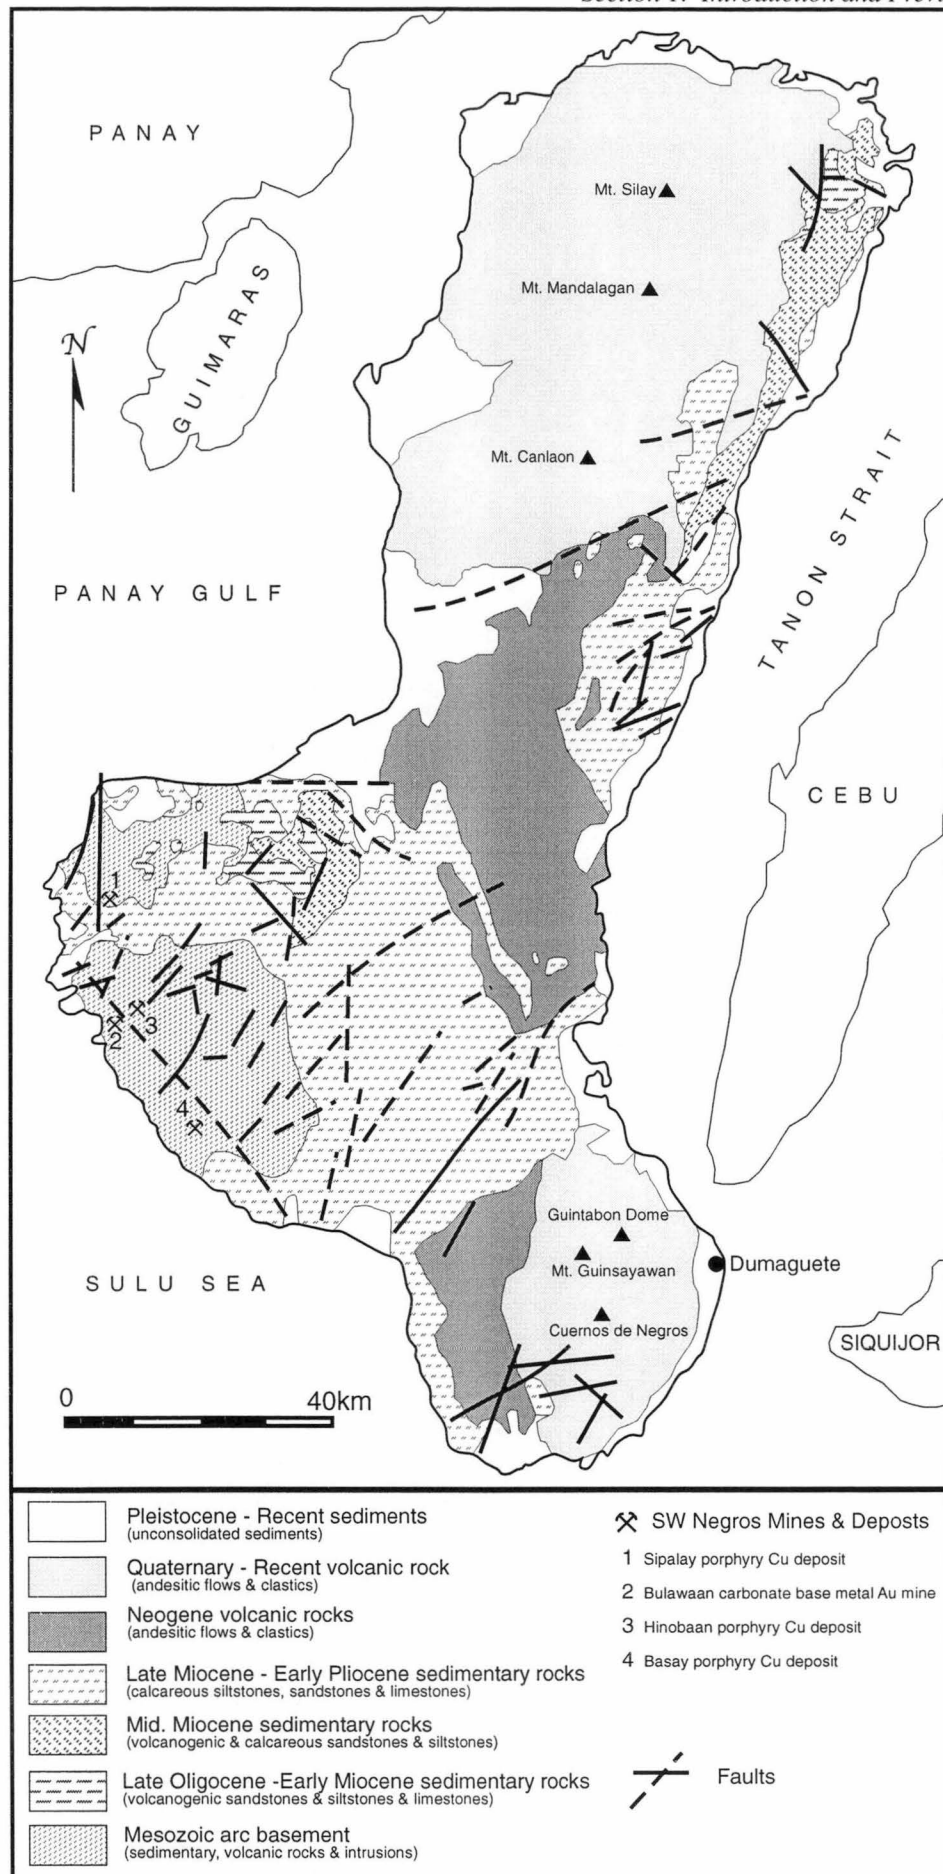 PANAY
Mt. Silay
Mt. Mandalagan
GUIMARAS
N
Mt. Canlaon
TANON STRAIT
PANAY GULF
CEBU
1
2
3
4
Guintabon Dome
Mt. Guinsayawan
Dumaguete
SULU SEA
Cuernos de Negros
SIQUIJOR
0 40km
Pleistocene - Recent sediments
(unconsolidated sediments)
Quaternary - Recent volcanic rock
(andesitic flows & clastics)
Neogene volcanic rocks
(andesitic flows & clastics)
Late Miocene - Early Pliocene sedimentary rocks
(calcareous siltstones, sandstones & limestones)
Mid. Miocene sedimentary rocks
(volcanogenic & calcareous sandstones & siltstones)
Late Oligocene -Early Miocene sedimentary rocks
(volcanogenic sandstones & siltstones & limestones)
Mesozoic arc basement
(sedimentary, volcanic rocks & intrusions)
SW Negros Mines & Deposts
1 Sipalay porphyry Cu deposit
2 Bulawaan carbonate base metal Au mine
3 Hinobaan porphyry Cu deposit
4 Basay porphyry Cu deposit
Faults